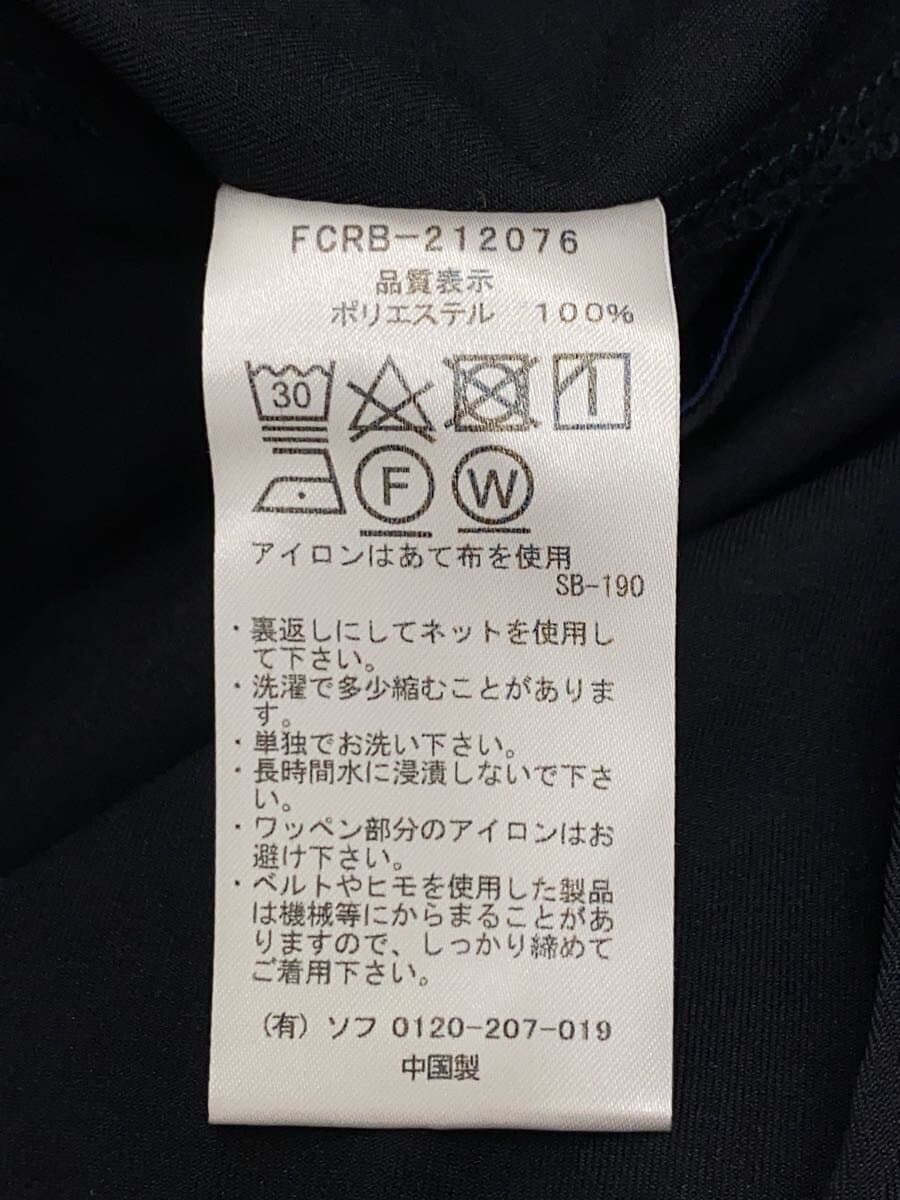 FCRB-212076
品質表示
ポリエステル 100%
30
F W
アイロンはあて布を使用
SB-190
・裏返しにしてネットを使用し
て下さい。
・洗濯で多少縮むことがありま
す。
・単独でお洗い下さい。
・長時間水に浸漬しないで下さ
い。
・ワッペン部分のアイロンはお
避け下さい。
・ベルトやヒモを使用した製品
は機械等にからまることがあ
りますので、しっかり締めて
ご着用下さい。
(有) ソフ 0120-207-019
中国製